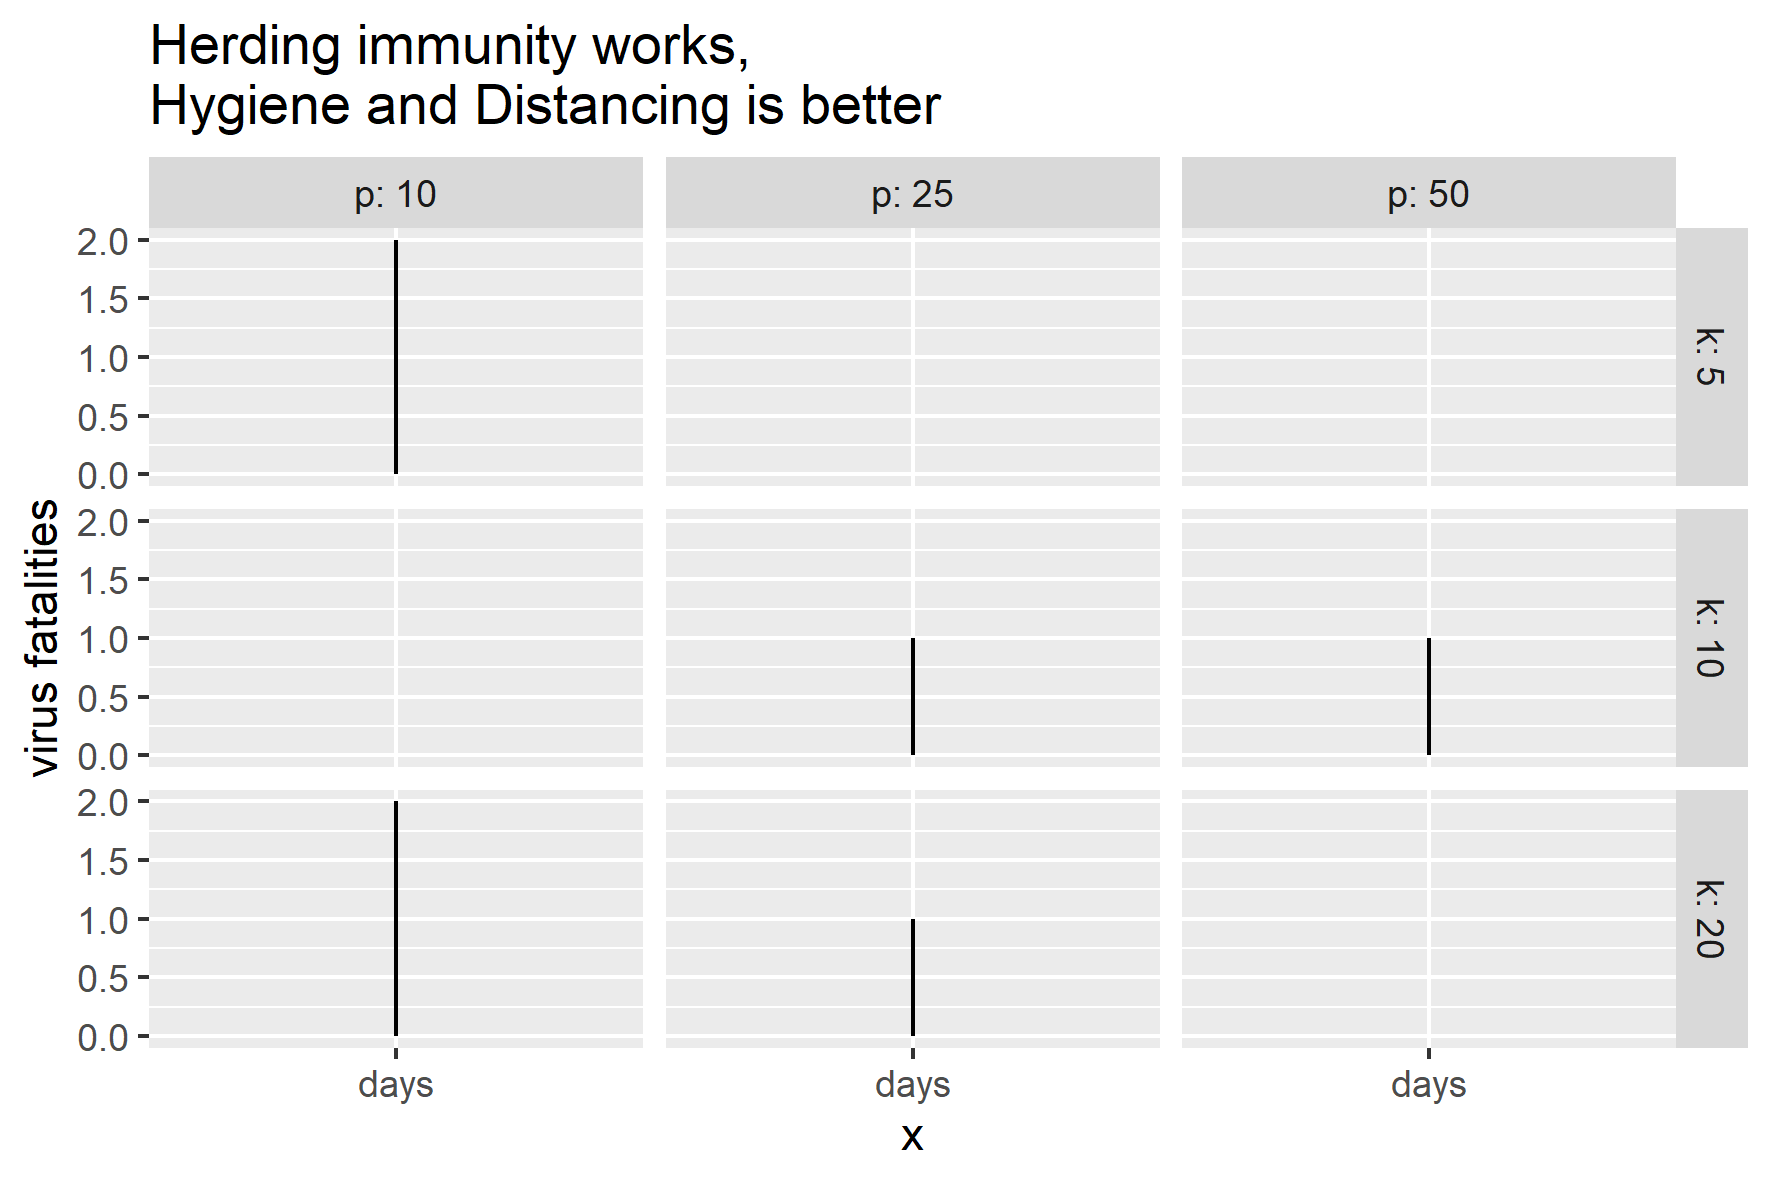 Herding immunity works,
Hygiene and Distancing is better
p: 10
p: 25
p: 50
2.0
1.5
1.0
0.5
0.0
k: 5
virus fatalities
2.0
1.5
1.0
0.5
0.0
k: 10
2.0
1.5
1.0
0.5
0.0
k: 20
days
days
days
x